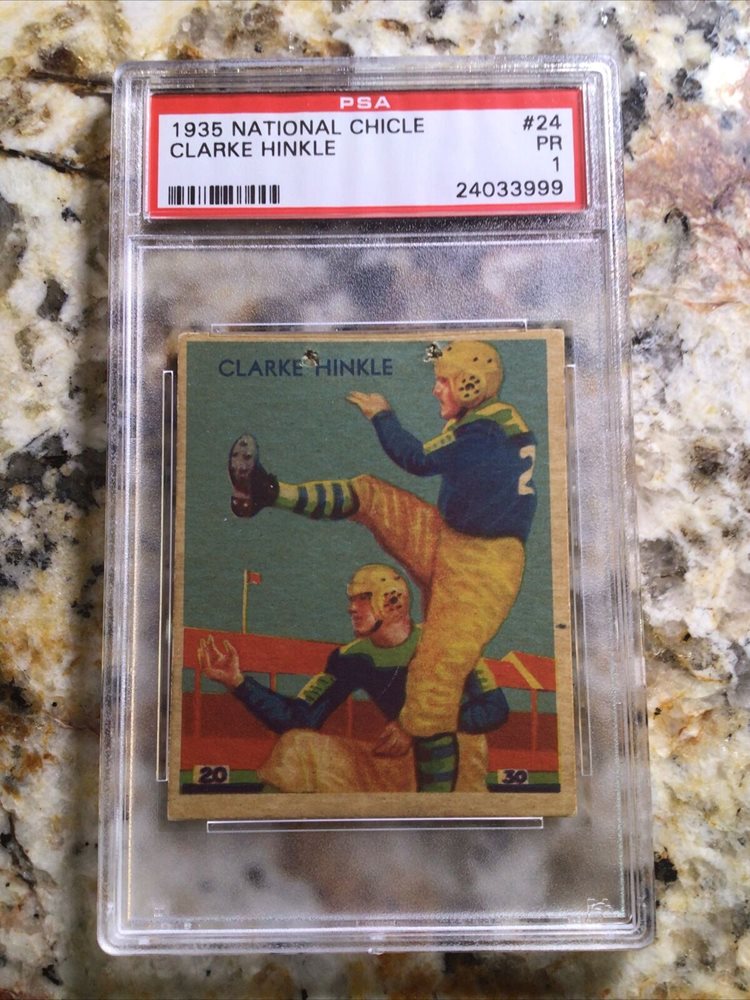 PSA
1935 NATIONAL CHICLE #24
CLARKE HINKLE PR
1
24033999
CLARKE HINKLE
2
20 30